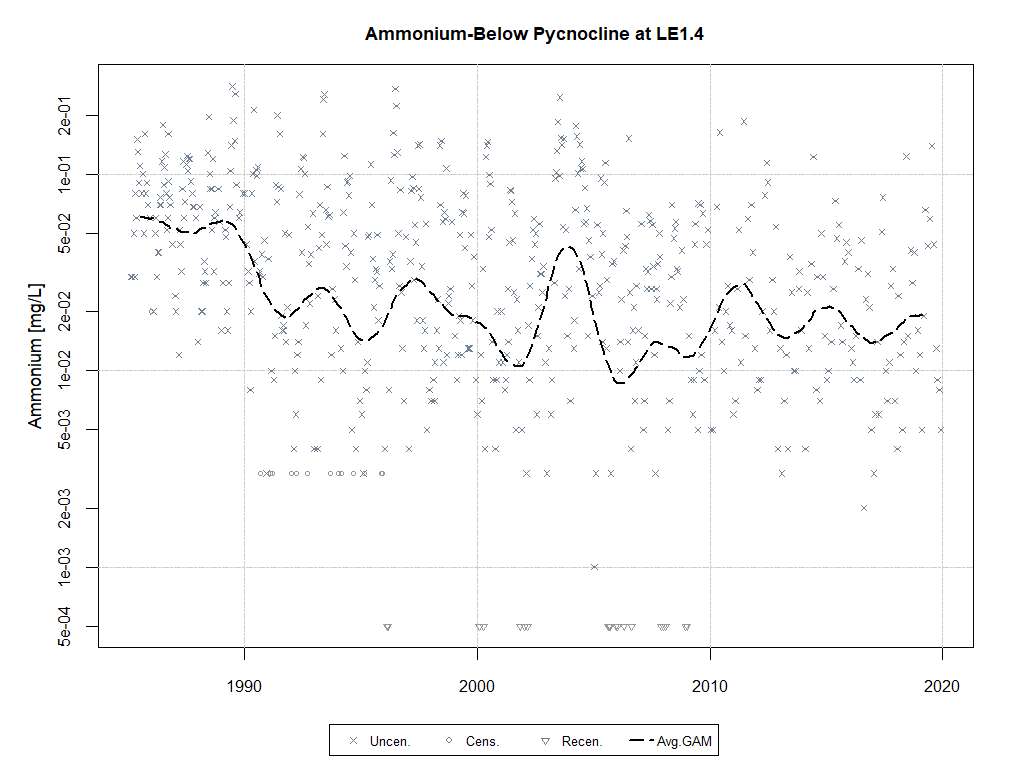 Ammonium-Below Pycnocline at LE1.4
Ammonium [mg/L]
2e-01
1e-01
5e-02
2e-02
1e-02
5e-03
2e-03
1e-03
5e-04
1990 2000 2010 2020
Uncen. Cens. Recen. Avg.GAM